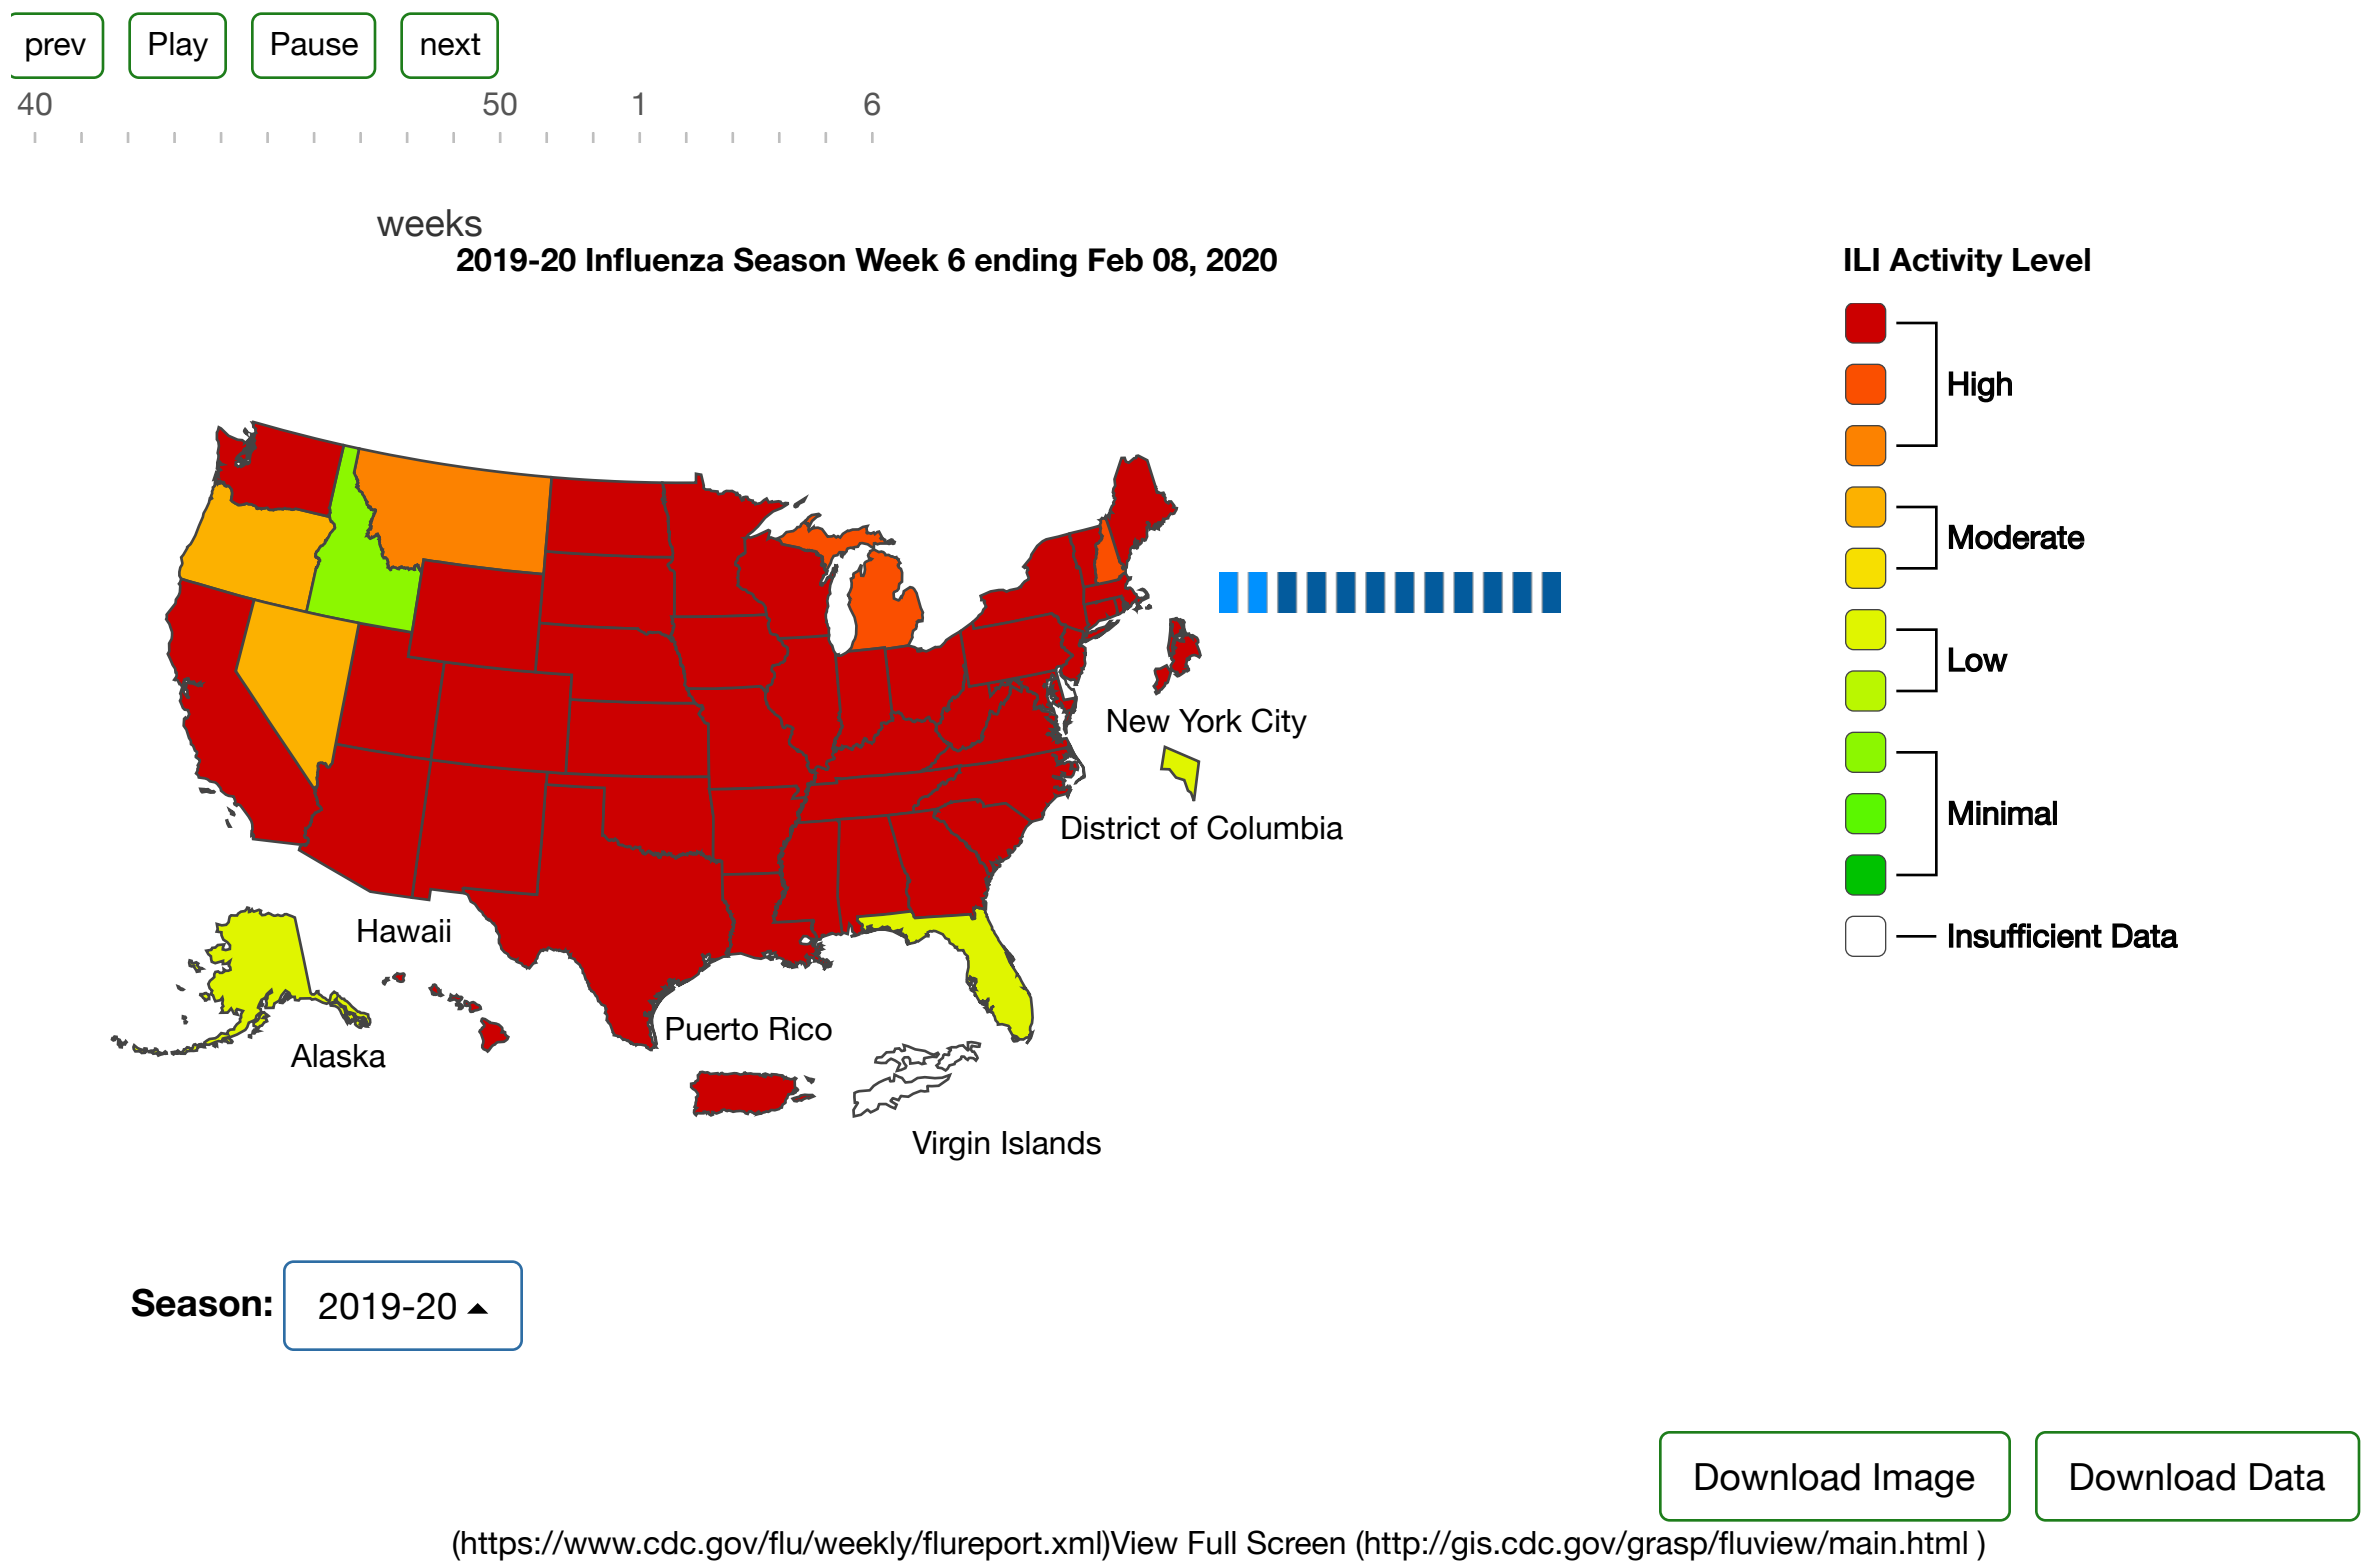 prev Play Pause next
40 50 1 6
weeks
2019-20 Influenza Season Week 6 ending Feb 08, 2020
ILI Activity Level
High
Moderate
Low
New York City
District of Columbia
Minimal
Hawaii
Insufficient Data
Puerto Rico
Alaska
Virgin Islands
Season: 2019-20
Download Image Download Data
(https://www.cdc.gov/flu/weekly/flureport.xml)View Full Screen (http://gis.cdc.gov/grasp/fluview/main.html )